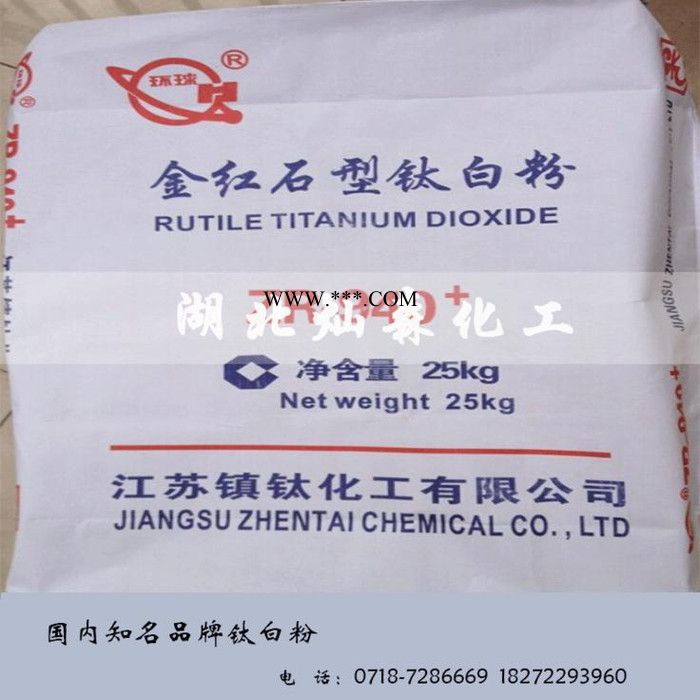 环球 ®
金红石型钛白粉
RUTILE TITANIUM DIOXIDE
WWW.***.COM
湖北灿森化工
净含量 25kg
Net weight 25kg
江苏镇钛化工有限公司
JIANGSU ZHENTAI CHEMICAL CO., LTD
国内知名品牌钛白粉
电 话: 0718-7286669 18272293960